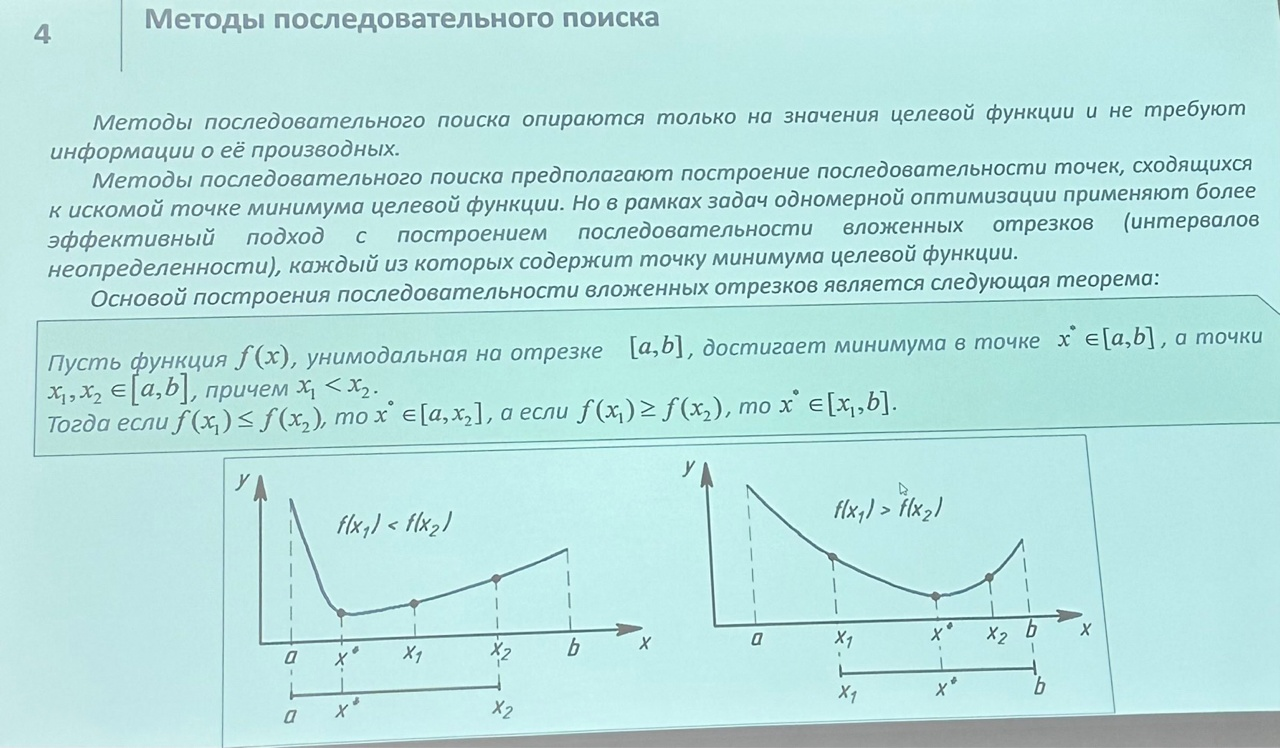 4
Методы последовательного поиска
Методы последовательного поиска опираются только на значения целевой функции и не требуют
информации о её производных.
Методы последовательного поиска предполагают построение последовательности точек, сходящихся
к искомой точке минимума целевой функции. Но в рамках задач одномерной оптимизации применяют более
эффективный подход с построением последовательности вложенных отрезков (интервалов
неопределенности), каждый из которых содержит точку минимума целевой функции.
Основой построения последовательности вложенных отрезков является следующая теорема:
Пусть функция f(x), унимодальная на отрезке [a,b], достигает минимума в точке x* ∈[a,b], а точки
x₁,x₂ ∈[a,b], причем x₁ < x₂.
Тогда если f(x₁) ≤ f(x₂), то x* ∈[a,x₂], а если f(x₁) ≥ f(x₂), то x* ∈[x₁,b].
y
f(x₁) < f(x₂)
a x* x₁ x₂ b x
a x* x₂
y
f(x₁) > f(x₂)
a x₁ x* x₂ b x
x₁ x* b